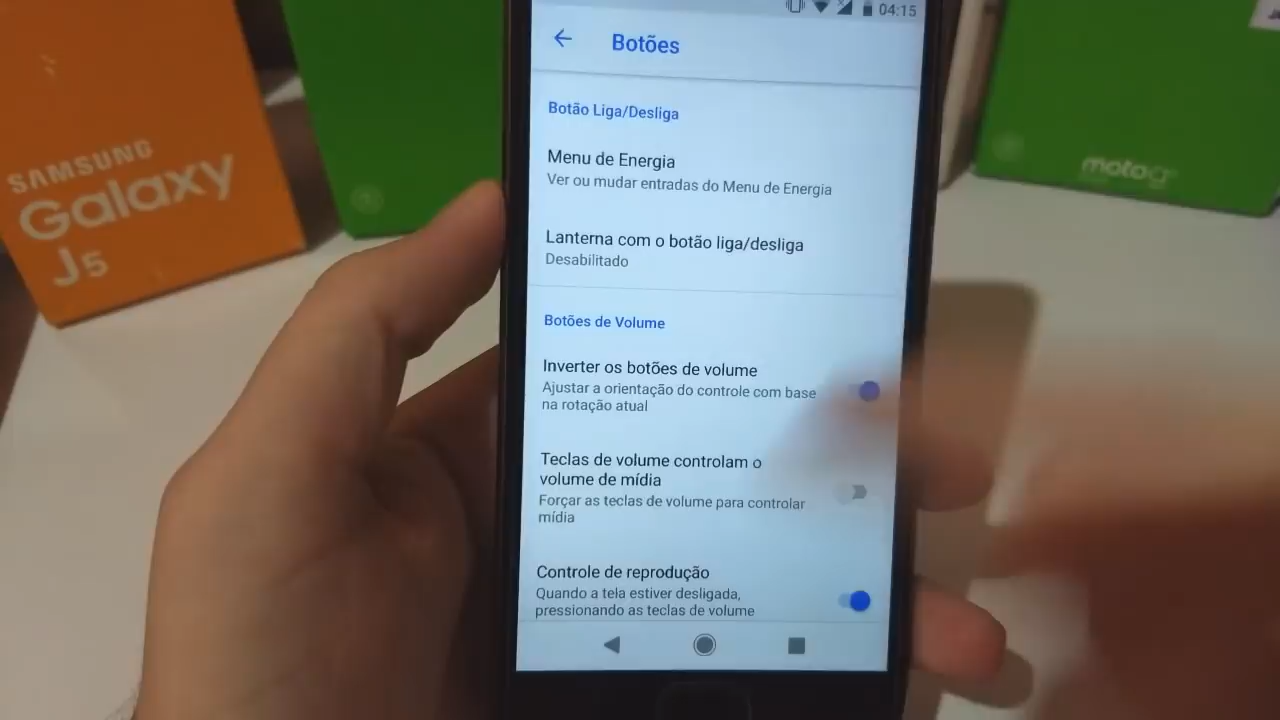 04:15
Botões
Botão Liga/Desliga
Menu de Energia
Ver ou mudar entradas do Menu de Energia
Lanterna com o botão liga/desliga
Desabilitado
Botões de Volume
Inverter os botões de volume
Ajustar a orientação do controle com base
na rotação atual
Teclas de volume controlam o
volume de mídia
Forçar as teclas de volume para controlar
mídia
Controle de reprodução
Quando a tela estiver desligada,
pressionando as teclas de volume
SAMSUNG
Galaxy
J5
moto g